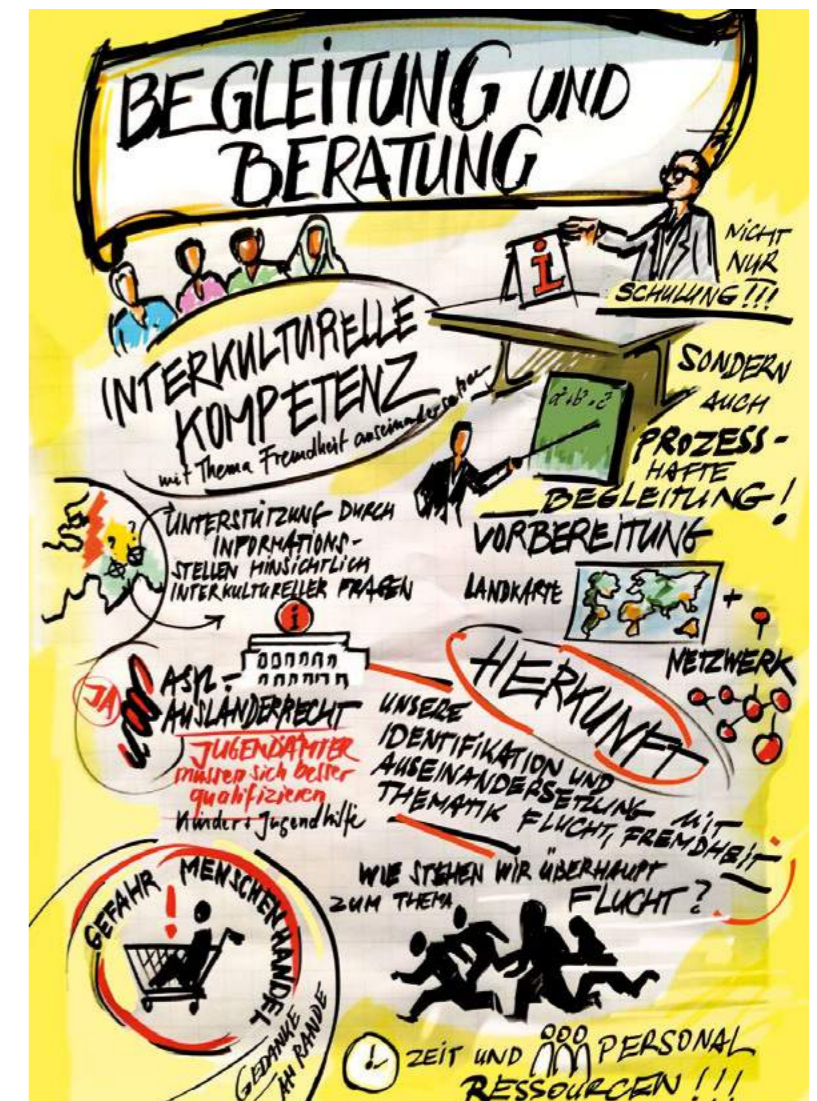 BEGLEITUNG UND
BERATUNG
NICHT
NUR
SCHULUNG!!!
i
INTERKULTURELLE
KOMPETENZ
mit Thema Fremdheit auseinandersetzen
SONDERN
AUCH
PROZESS-
HAFTE
BEGLEITUNG!
a²+b²=c²
UNTERSTÜTZUNG DURCH
INFORMATIONS-
STELLEN HINSICHTLICH
INTERKULTURELLER FRAGEN
? ?
VORBEREITUNG
LANDKARTE
+
NETZWERK
i
JA
ASYL-
AUSLÄNDERRECHT
JUGENDÄMTER
müssen sich besser
qualifizieren
Kinder + Jugendhilfe
HERKUNFT
UNSERE
IDENTIFIKATION UND
AUSEINANDERSETZUNG MIT
THEMATIK FLUCHT, FREMDHEIT
WIE STEHEN WIR ÜBERHAUPT
ZUM THEMA FLUCHT?
GEFAHR MENSCHENHANDEL
!
GEDANKE
AM RANDE
ZEIT UND PERSONAL
RESSOURCEN!!!